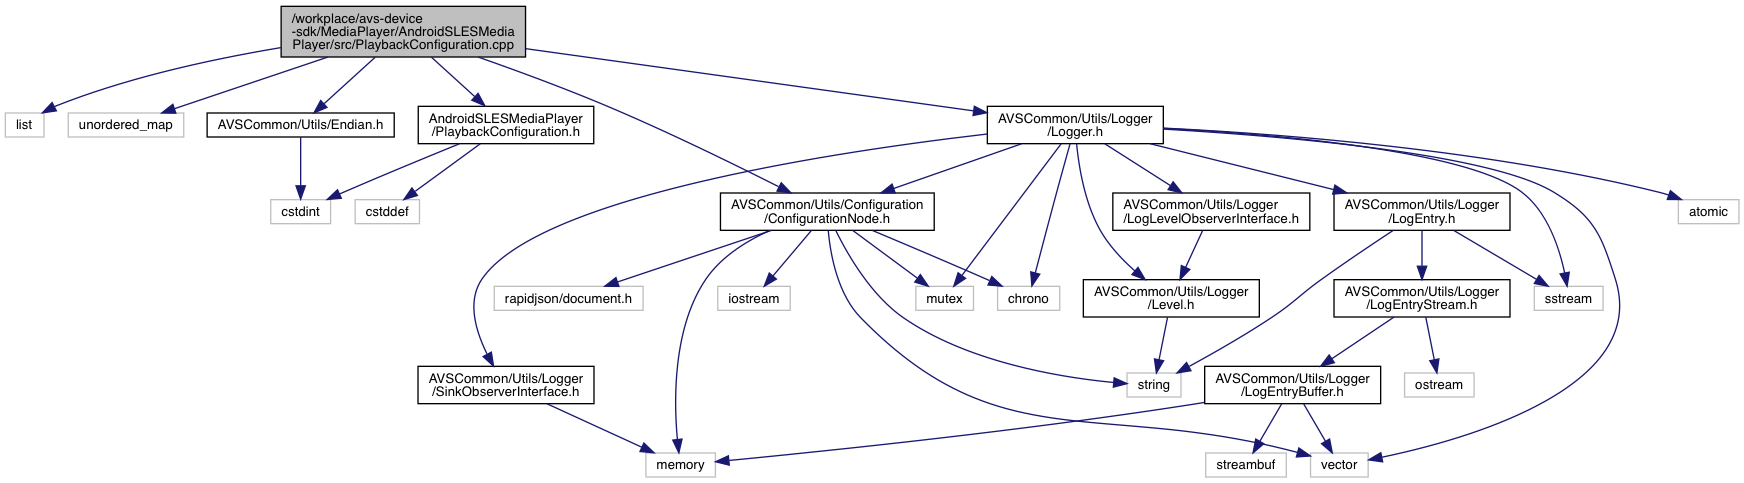 /workplace/avs-device
-sdk/MediaPlayer/AndroidSLESMedia
Player/src/PlaybackConfiguration.cpp
list
unordered_map
AVSCommon/Utils/Endian.h
AndroidSLESMediaPlayer
/PlaybackConfiguration.h
AVSCommon/Utils/Logger
/Logger.h
cstdint
cstddef
AVSCommon/Utils/Configuration
/ConfigurationNode.h
AVSCommon/Utils/Logger
/LogLevelObserverInterface.h
AVSCommon/Utils/Logger
/LogEntry.h
atomic
rapidjson/document.h
iostream
mutex
chrono
AVSCommon/Utils/Logger
/Level.h
AVSCommon/Utils/Logger
/LogEntryStream.h
sstream
AVSCommon/Utils/Logger
/SinkObserverInterface.h
string
AVSCommon/Utils/Logger
/LogEntryBuffer.h
ostream
memory
streambuf
vector